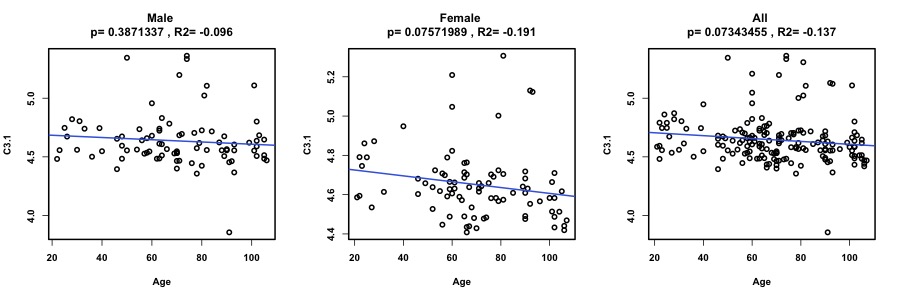 Male
p= 0.3871337 , R2= -0.096
5.0
4.5
4.0
C3.1
20 40 60 80 100
Age
Female
p= 0.07571989 , R2= -0.191
5.2
5.0
4.8
4.6
4.4
C3.1
20 40 60 80 100
Age
All
p= 0.07343455 , R2= -0.137
5.0
4.5
4.0
C3.1
20 40 60 80 100
Age